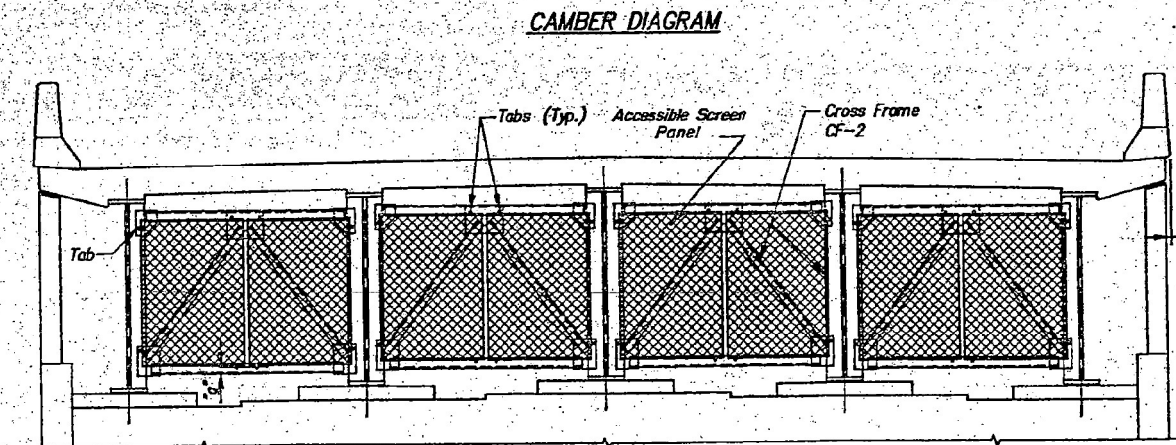 CAMBER DIAGRAM
Tabs (Typ.)
Accessible Screen
Panel
Cross Frame
CF-2
Tab
"g"